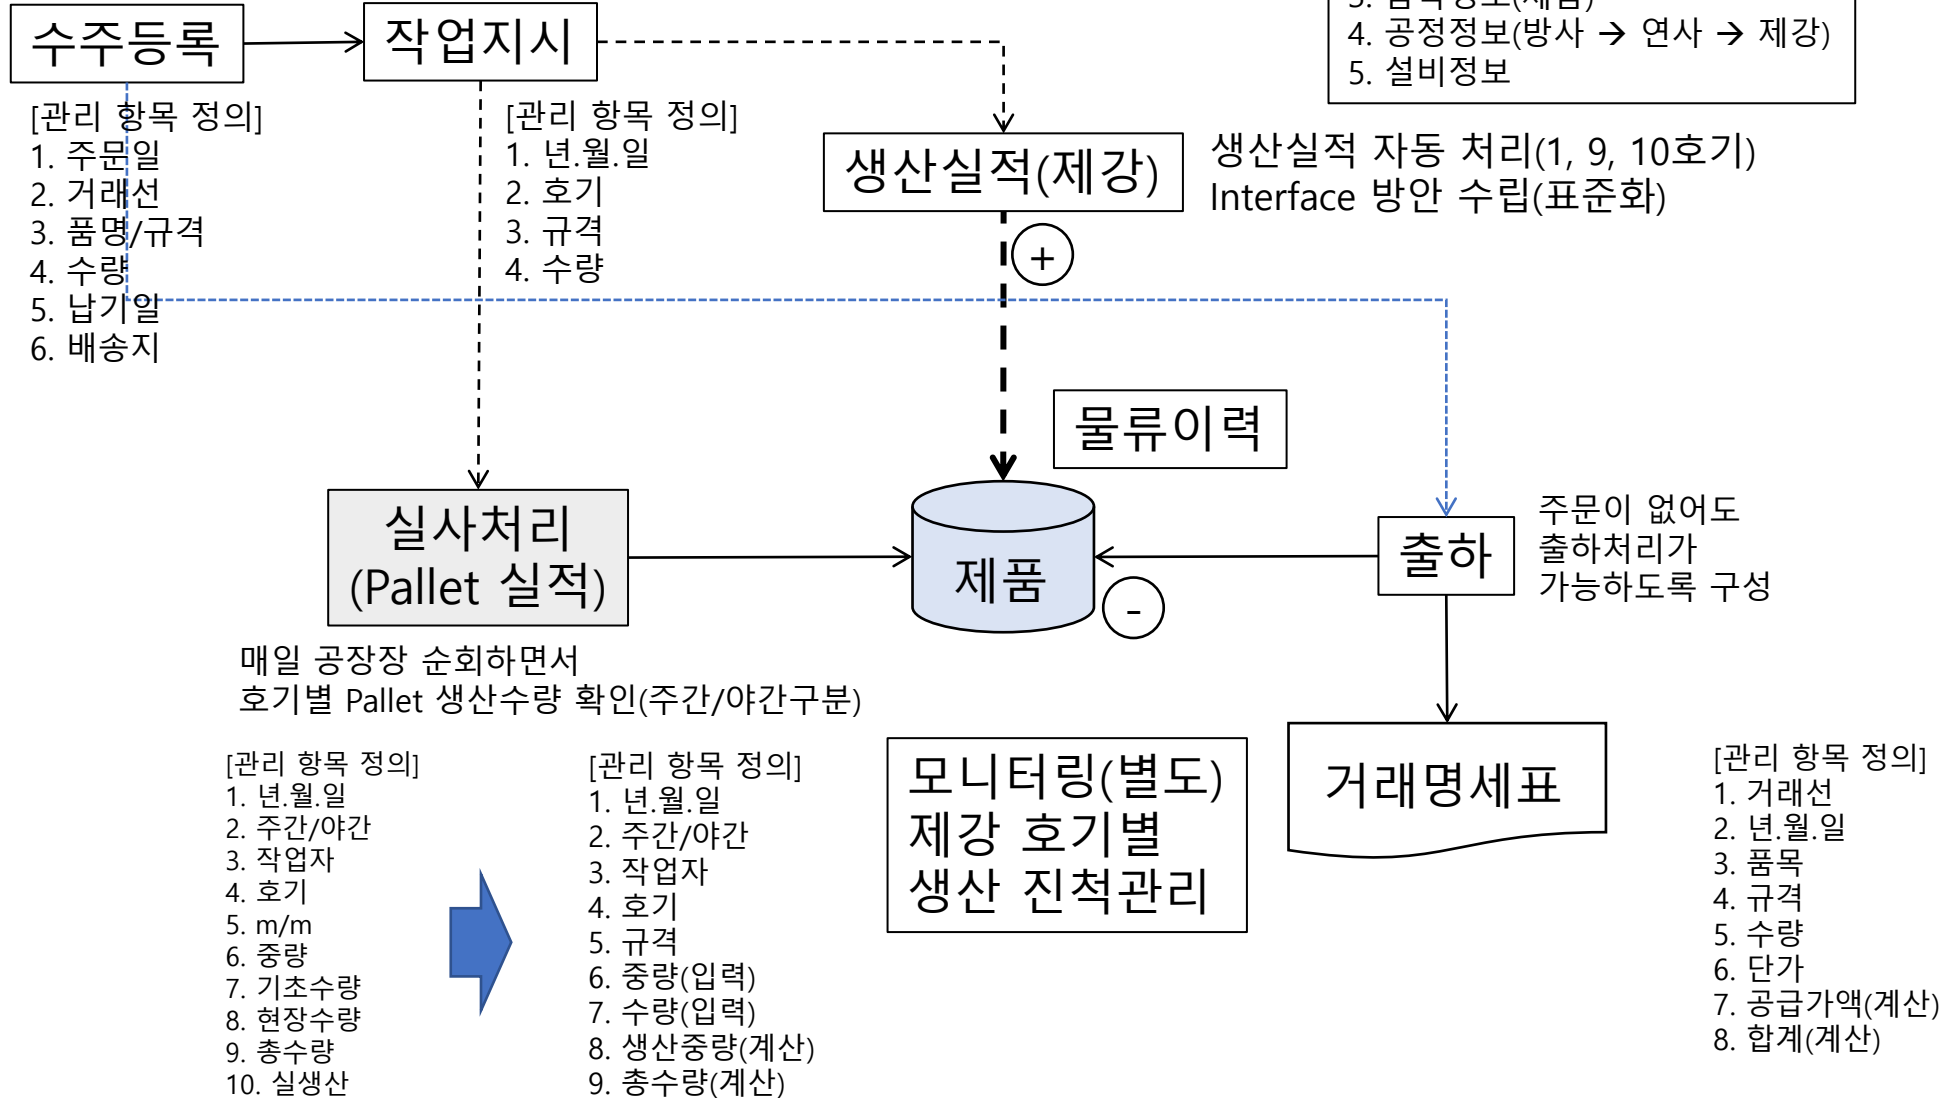 수주등록
작업지시
4. 공정정보(방사 → 연사 → 제강)
5. 설비정보
[관리 항목 정의]
1. 주문일
2. 거래선
3. 품명/규격
4. 수량
5. 납기일
6. 배송지
[관리 항목 정의]
1. 년.월.일
2. 호기
3. 규격
4. 수량
생산실적(제강)
생산실적 자동 처리(1, 9, 10호기)
Interface 방안 수립(표준화)
+
물류이력
실사처리
(Pallet 실적)
제품
-
출하
주문이 없어도
출하처리가
가능하도록 구성
매일 공장장 순회하면서
호기별 Pallet 생산수량 확인(주간/야간구분)
[관리 항목 정의]
1. 년.월.일
2. 주간/야간
3. 작업자
4. 호기
5. m/m
6. 중량
7. 기초수량
8. 현장수량
9. 총수량
10. 실생산
[관리 항목 정의]
1. 년.월.일
2. 주간/야간
3. 작업자
4. 호기
5. 규격
6. 중량(입력)
7. 수량(입력)
8. 생산중량(계산)
9. 총수량(계산)
모니터링(별도)
제강 호기별
생산 진척관리
거래명세표
[관리 항목 정의]
1. 거래선
2. 년.월.일
3. 품목
4. 규격
5. 수량
6. 단가
7. 공급가액(계산)
8. 합계(계산)